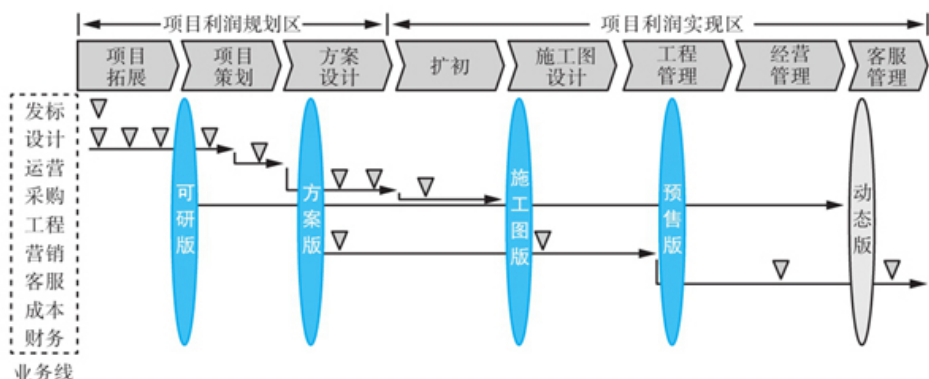 项目利润规划区 项目利润实现区
项目拓展
项目策划
方案设计
扩初
施工图设计
工程管理
经营管理
客服管理
发标
设计
运营
采购
工程
营销
客服
成本
财务
业务线
可研版
方案版
施工图版
预售版
动态版